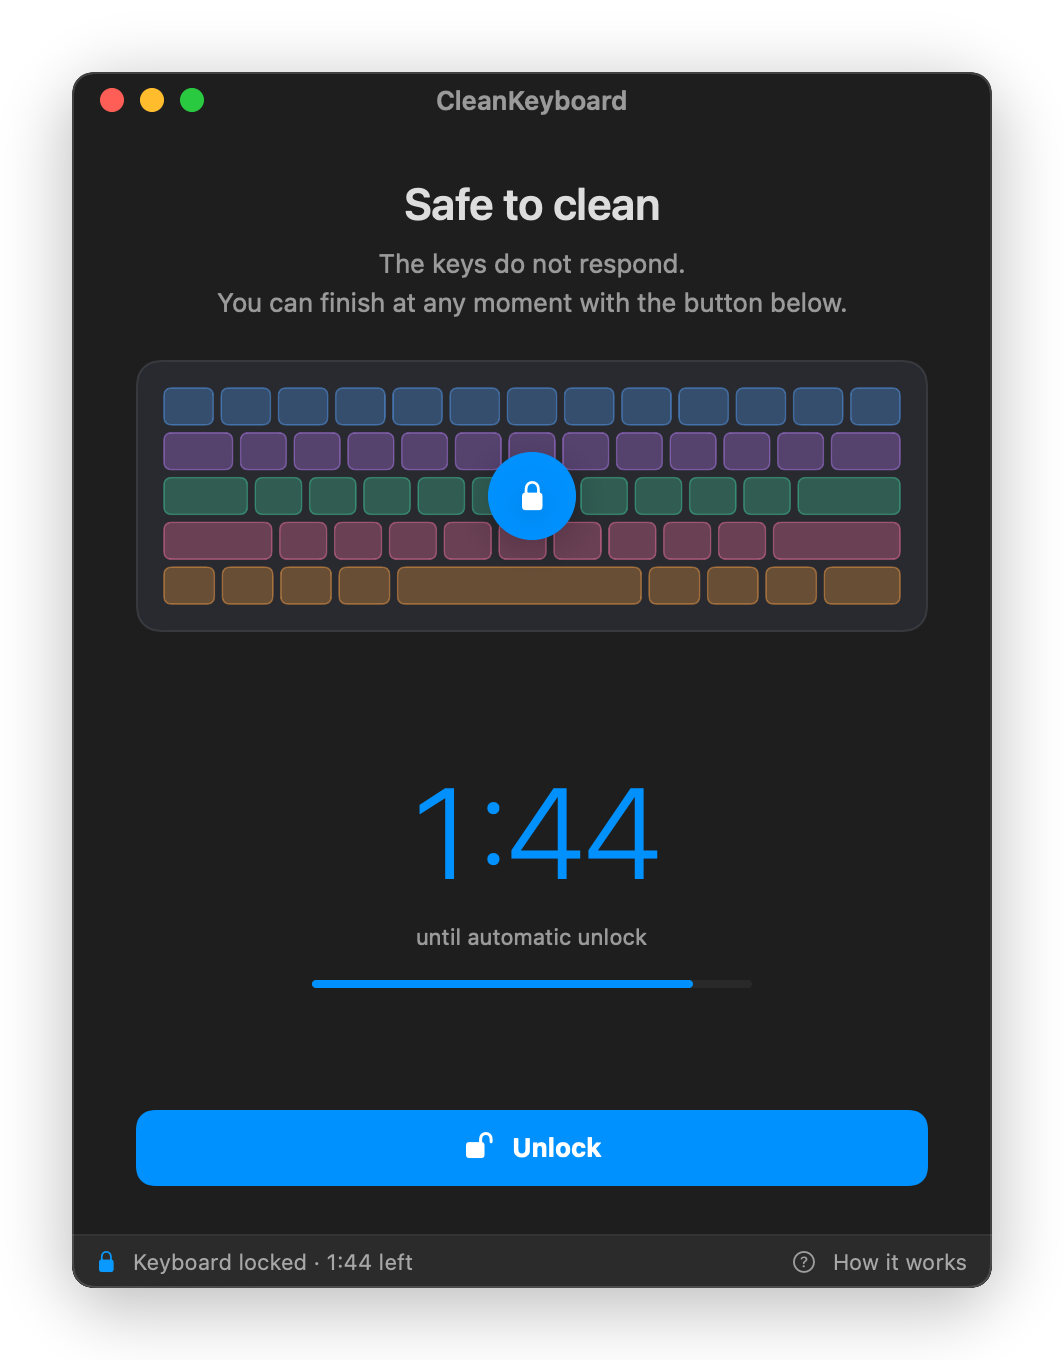 CleanKeyboard
Safe to clean
The keys do not respond.
You can finish at any moment with the button below.
1:44
until automatic unlock
Unlock
Keyboard locked · 1:44 left
? How it works